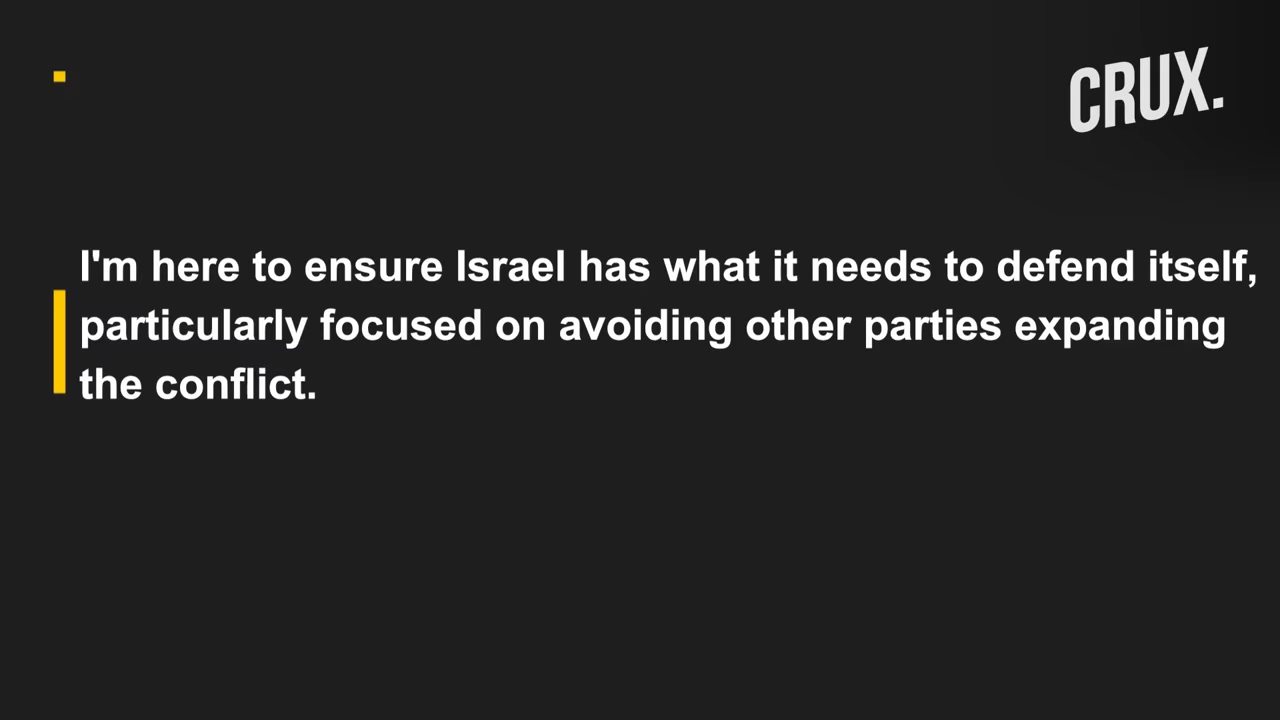 CRUX.
I'm here to ensure Israel has what it needs to defend itself,
particularly focused on avoiding other parties expanding
the conflict.